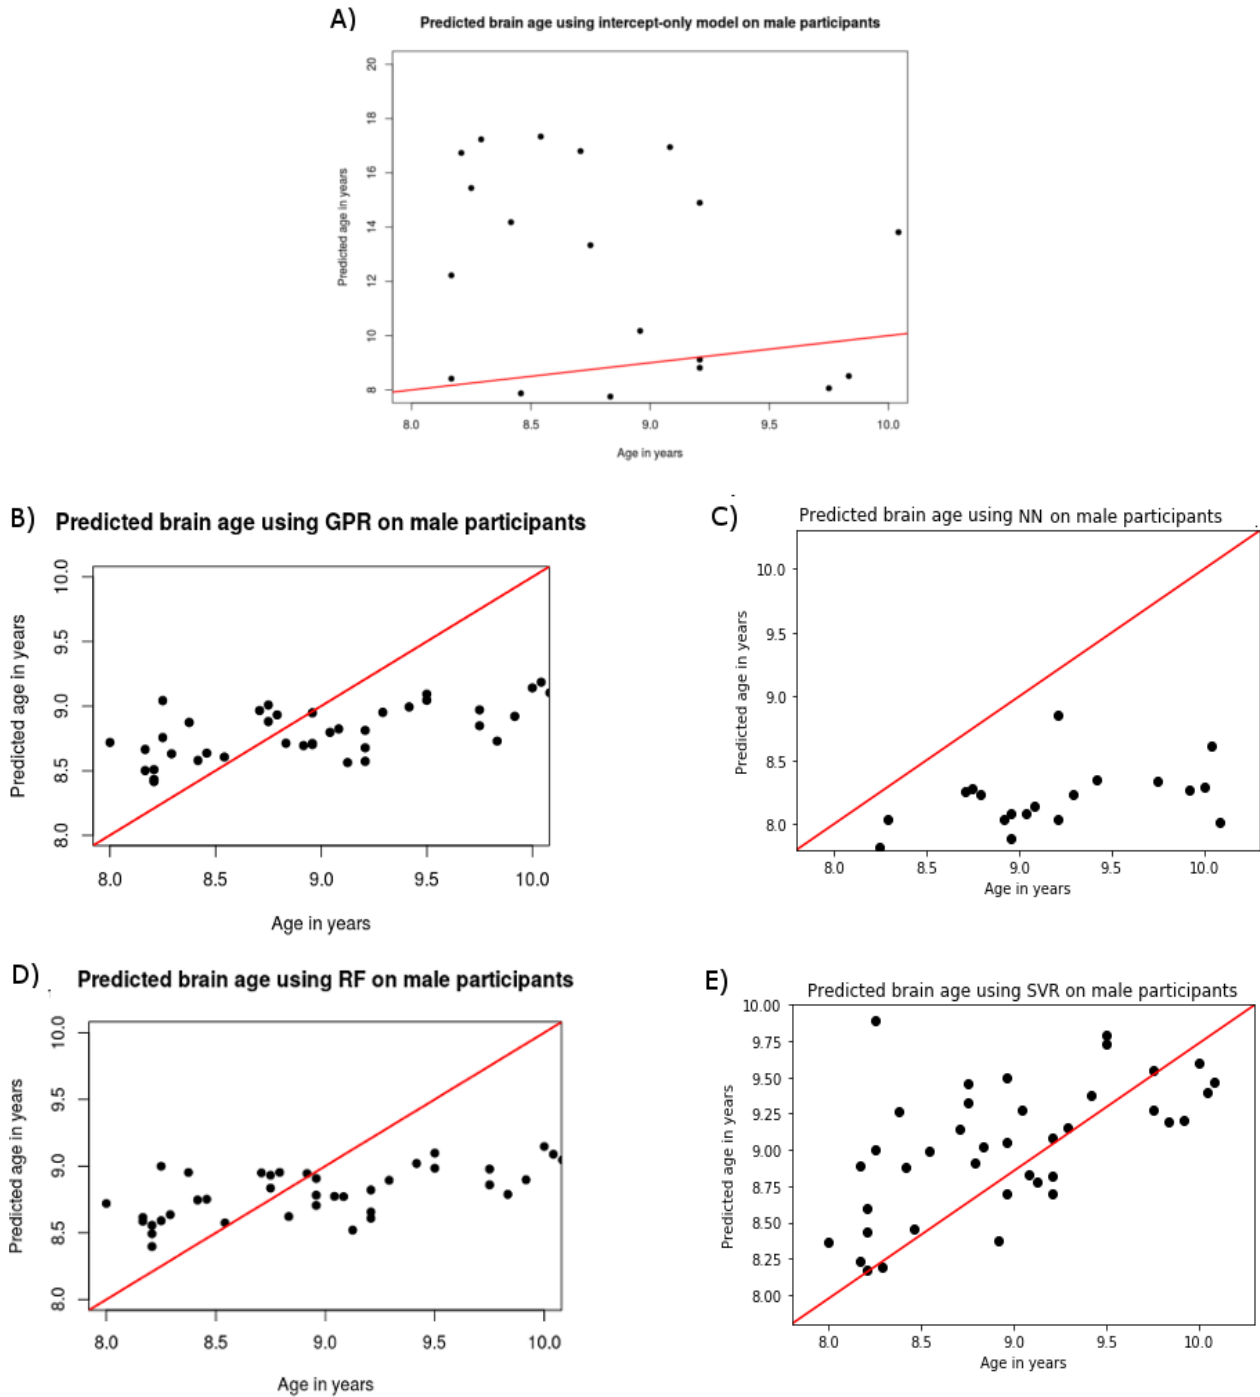 A)
Predicted brain age using intercept-only model on male participants
Predicted age in years
20
18
16
14
12
10
8
8.0 8.5 9.0 9.5 10.0
Age in years
B)
Predicted brain age using GPR on male participants
Predicted age in years
10.0
9.5
9.0
8.5
8.0
8.0 8.5 9.0 9.5 10.0
Age in years
C)
Predicted brain age using NN on male participants
Predicted age in years
10.0
9.5
9.0
8.5
8.0
8.0 8.5 9.0 9.5 10.0
Age in years
D)
Predicted brain age using RF on male participants
Predicted age in years
10.0
9.5
9.0
8.5
8.0
8.0 8.5 9.0 9.5 10.0
Age in years
E)
Predicted brain age using SVR on male participants
Predicted age in years
10.00
9.75
9.50
9.25
9.00
8.75
8.50
8.25
8.00
8.0 8.5 9.0 9.5 10.0
Age in years